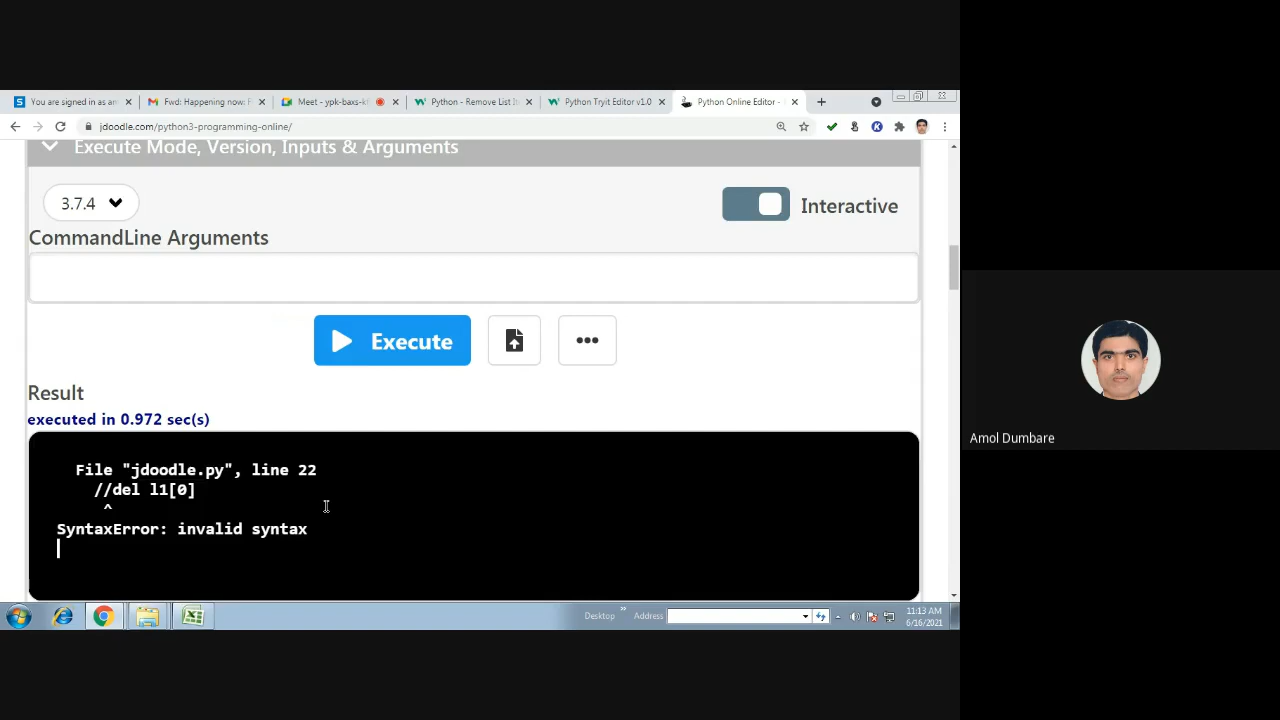 You are signed in as an
Fwd: Happening now: F
Meet - ypk-baxs-kf
Python - Remove List It
Python Tryit Editor v1.0
Python Online Editor -
jdoodle.com/python3-programming-online/
Execute Mode, Version, Inputs & Arguments
3.7.4
Interactive
CommandLine Arguments
Execute
Result
executed in 0.972 sec(s)
File "jdoodle.py", line 22
//del l1[0]
^
SyntaxError: invalid syntax
Amol Dumbare
Desktop
Address
11:13 AM
6/16/2021